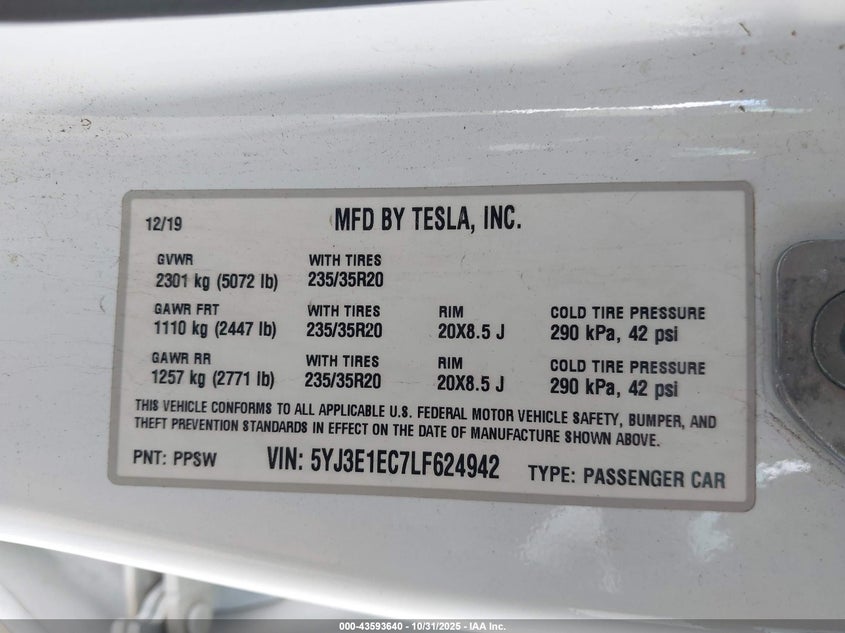 12/19 MFD BY TESLA, INC.
GVWR WITH TIRES
2301 kg (5072 lb) 235/35R20
GAWR FRT WITH TIRES RIM COLD TIRE PRESSURE
1110 kg (2447 lb) 235/35R20 20X8.5 J 290 kPa, 42 psi
GAWR RR WITH TIRES RIM COLD TIRE PRESSURE
1257 kg (2771 lb) 235/35R20 20X8.5 J 290 kPa, 42 psi
THIS VEHICLE CONFORMS TO ALL APPLICABLE U.S. FEDERAL MOTOR VEHICLE SAFETY, BUMPER, AND
THEFT PREVENTION STANDARDS IN EFFECT ON THE DATE OF MANUFACTURE SHOWN ABOVE.
PNT: PPSW VIN: 5YJ3E1EC7LF624942 TYPE: PASSENGER CAR
000-43593640 - 10/31/2025 - IAA Inc.